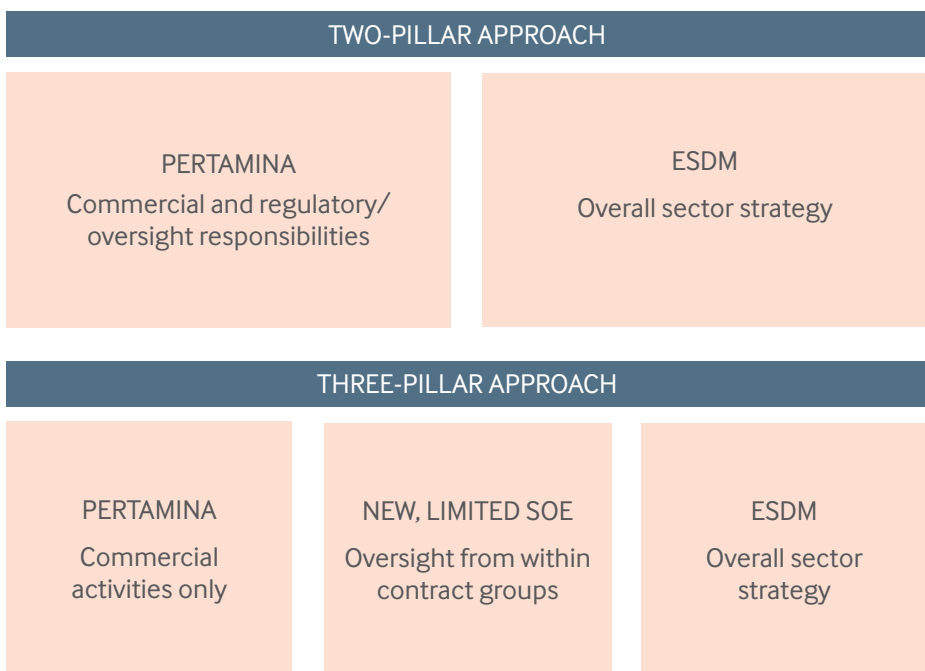 TWO-PILLAR APPROACH
PERTAMINA
Commercial and regulatory/
oversight responsibilities
ESDM
Overall sector strategy
THREE-PILLAR APPROACH
PERTAMINA
Commercial
activities only
NEW, LIMITED SOE
Oversight from within
contract groups
ESDM
Overall sector
strategy